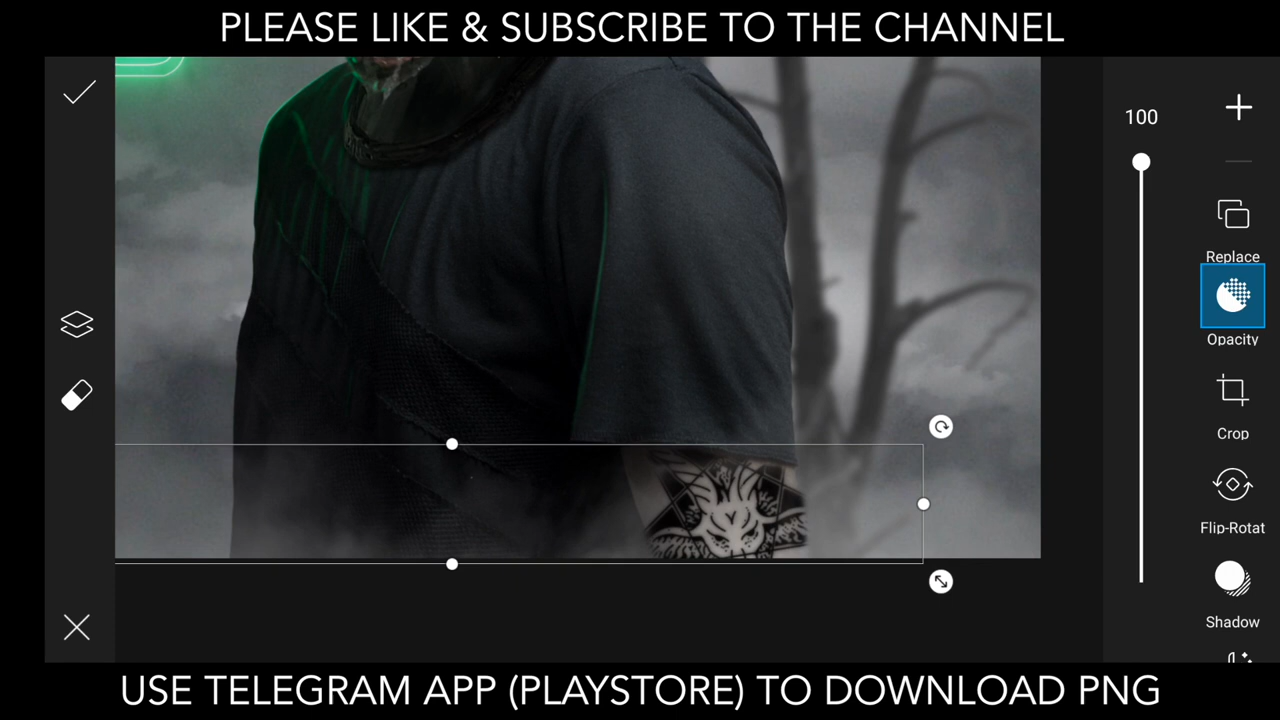 PLEASE LIKE & SUBSCRIBE TO THE CHANNEL
100
Replace
Opacity
Crop
Flip-Rotat
Shadow
USE TELEGRAM APP (PLAYSTORE) TO DOWNLOAD PNG